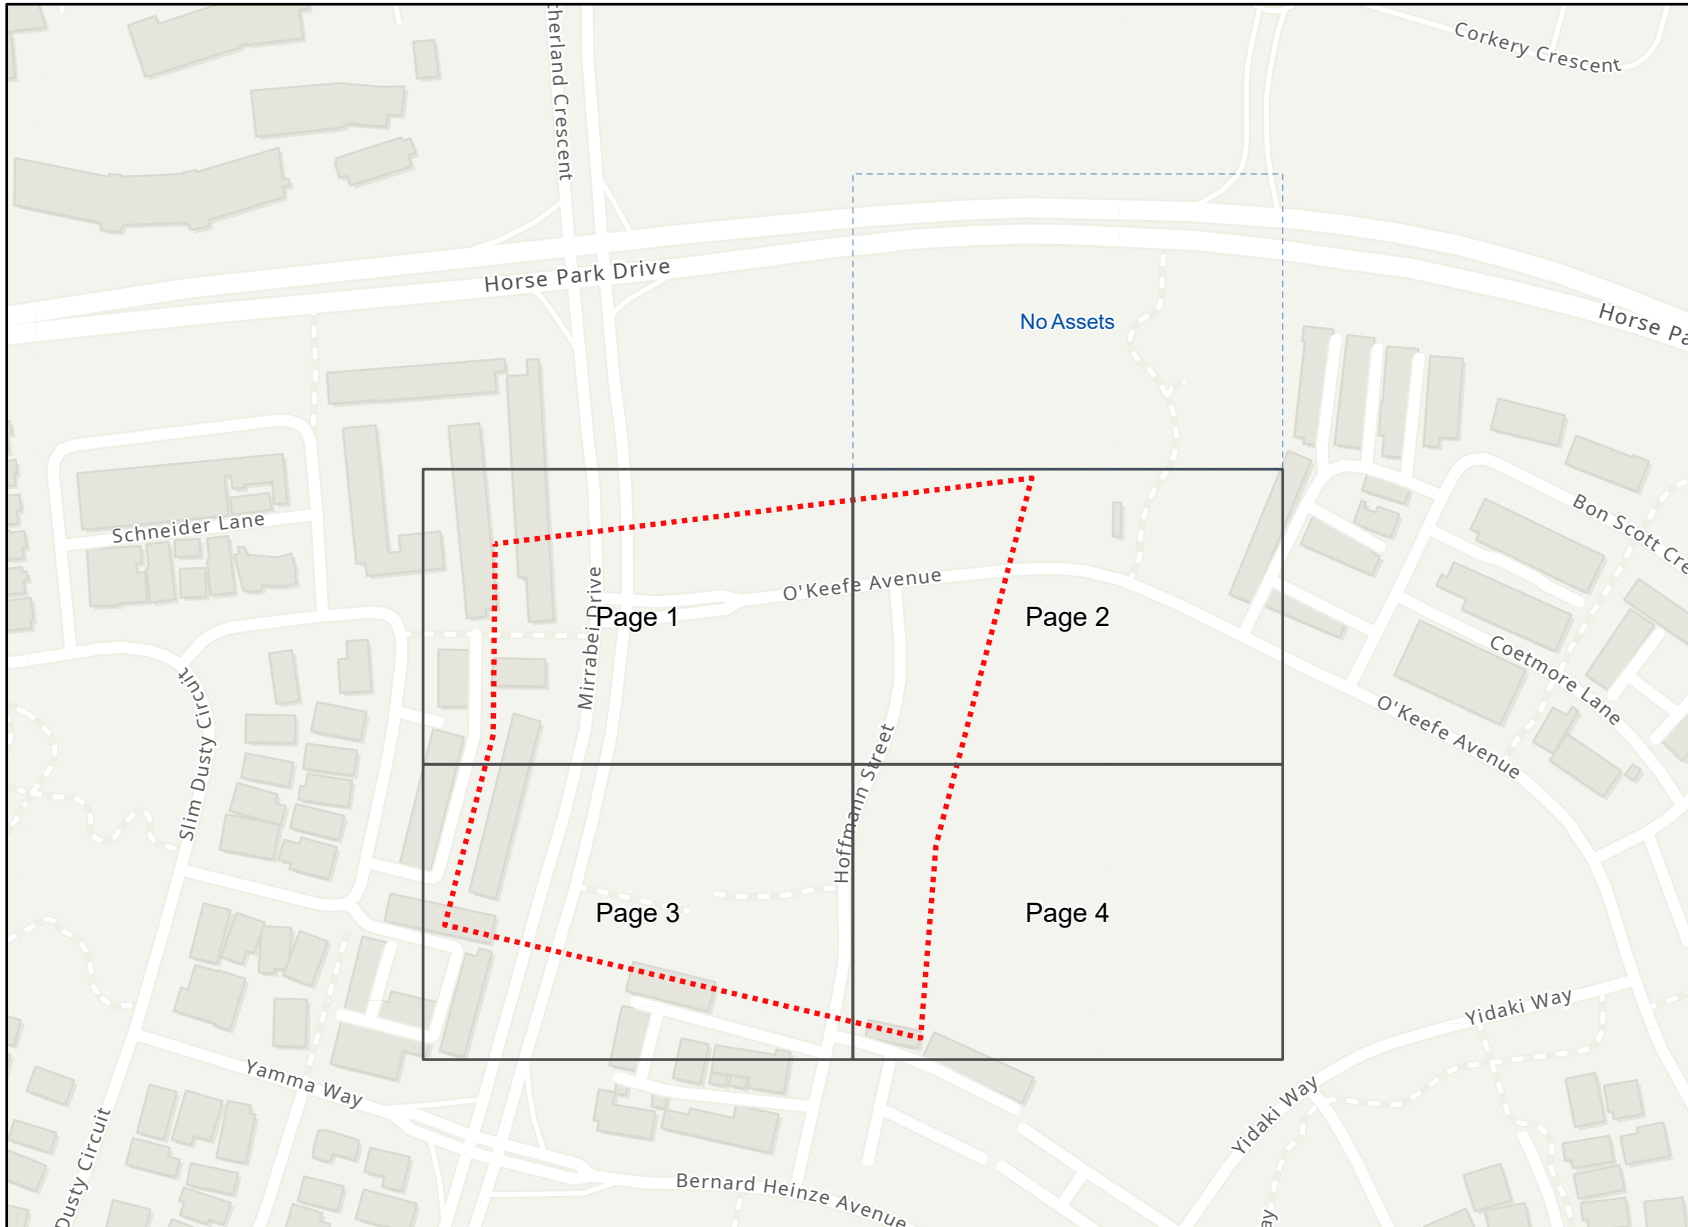 Corkery Crescent
cherland Crescent
Horse Park Drive
Horse Pa
No Assets
Schneider Lane
Bon Scott Cre
O'Keefe Avenue
Mirrabei Drive
Page 1
Page 2
Coetmore Lane
Slim Dusty Circuit
O'Keefe Avenue
Hoffmann Street
Page 3
Page 4
Yidaki Way
Yamma Way
Yidaki Way
Dusty Circuit
Bernard Heinze Avenue
ay